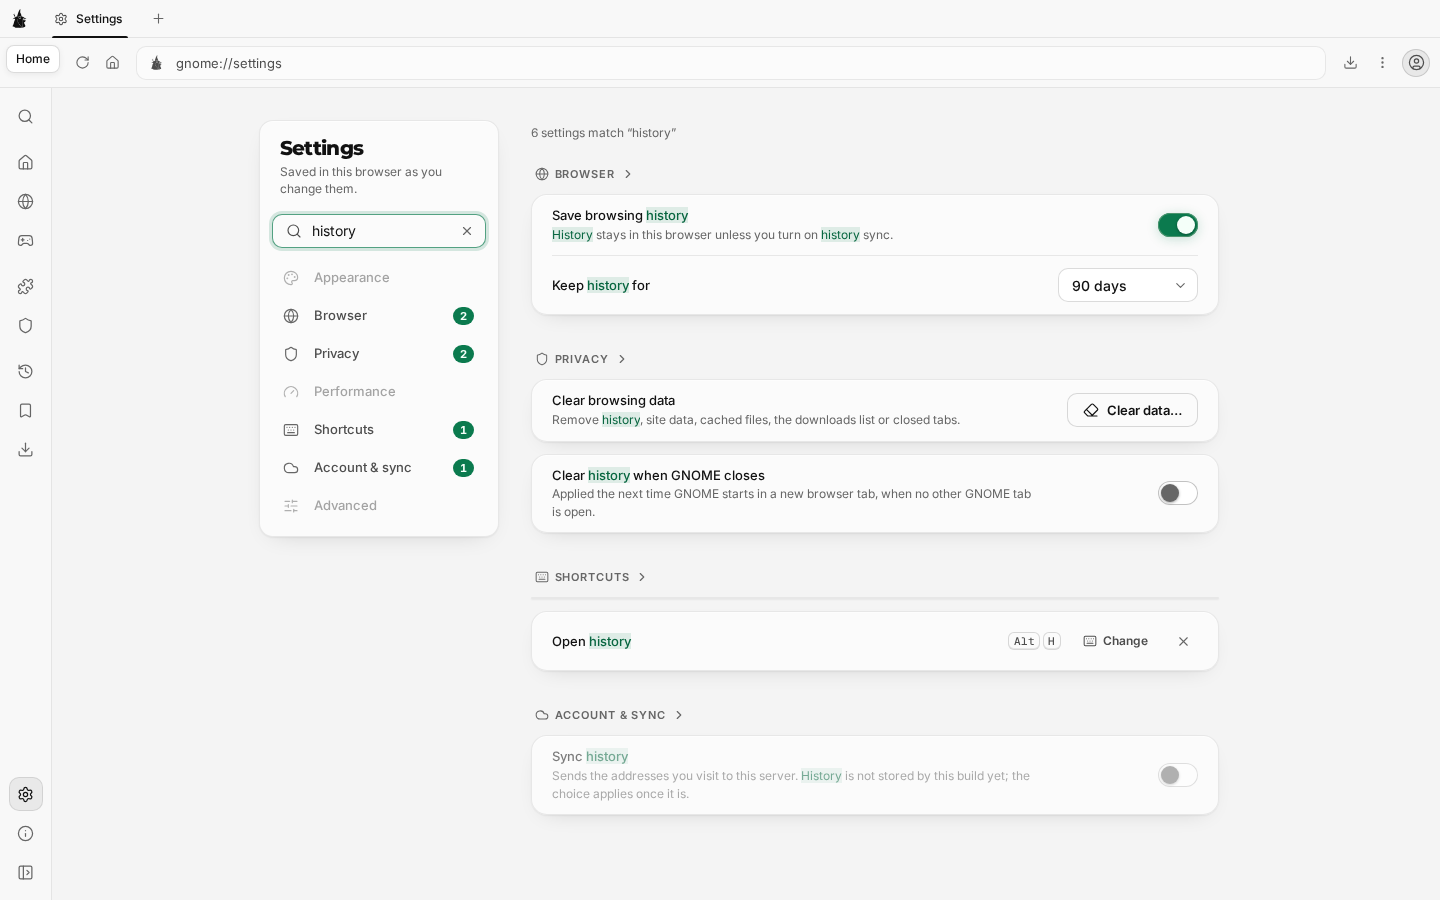 Settings
Home
gnome://settings
Settings
Saved in this browser as you
change them.
history
Appearance
Browser
2
Privacy
2
Performance
Shortcuts
1
Account & sync
1
Advanced
6 settings match “history”
BROWSER
Save browsing history
History stays in this browser unless you turn on history sync.
Keep history for
90 days
PRIVACY
Clear browsing data
Remove history, site data, cached files, the downloads list or closed tabs.
Clear data...
Clear history when GNOME closes
Applied the next time GNOME starts in a new browser tab, when no other GNOME tab
is open.
SHORTCUTS
Open history
Alt H
Change
ACCOUNT & SYNC
Sync history
Sends the addresses you visit to this server. History is not stored by this build yet; the
choice applies once it is.